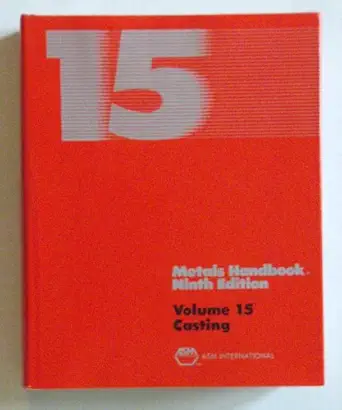 15
Metals Handbook®
Ninth Edition
Volume 15
Casting
ASM INTERNATIONAL